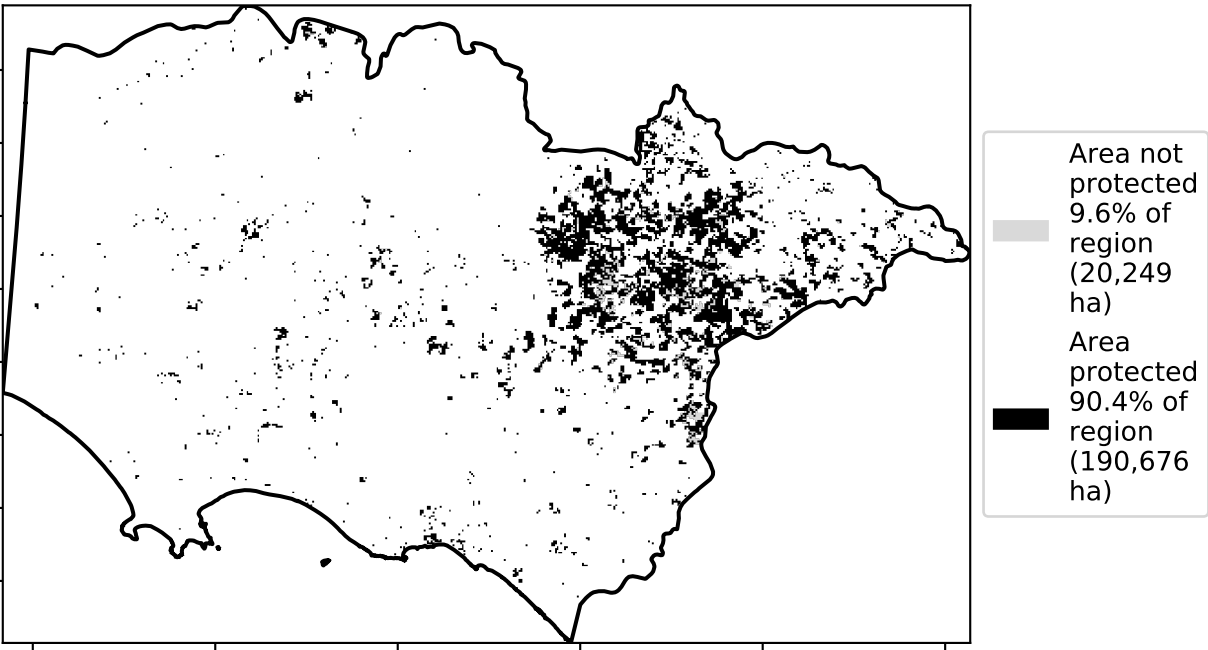 Area not
protected
9.6% of
region
(20,249
ha)
Area
protected
90.4% of
region
(190,676
ha)